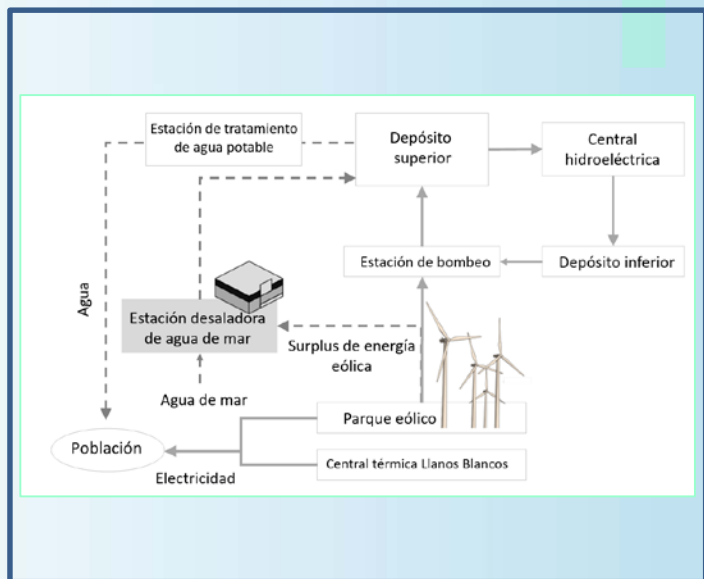 Estación de tratamiento
de agua potable
Depósito
superior
Central
hidroeléctrica
Estación de bombeo
Depósito inferior
Agua
Estación desaladora
de agua de mar
Surplus de energía
eólica
Agua de mar
Parque eólico
Población
Central térmica Llanos Blancos
Electricidad